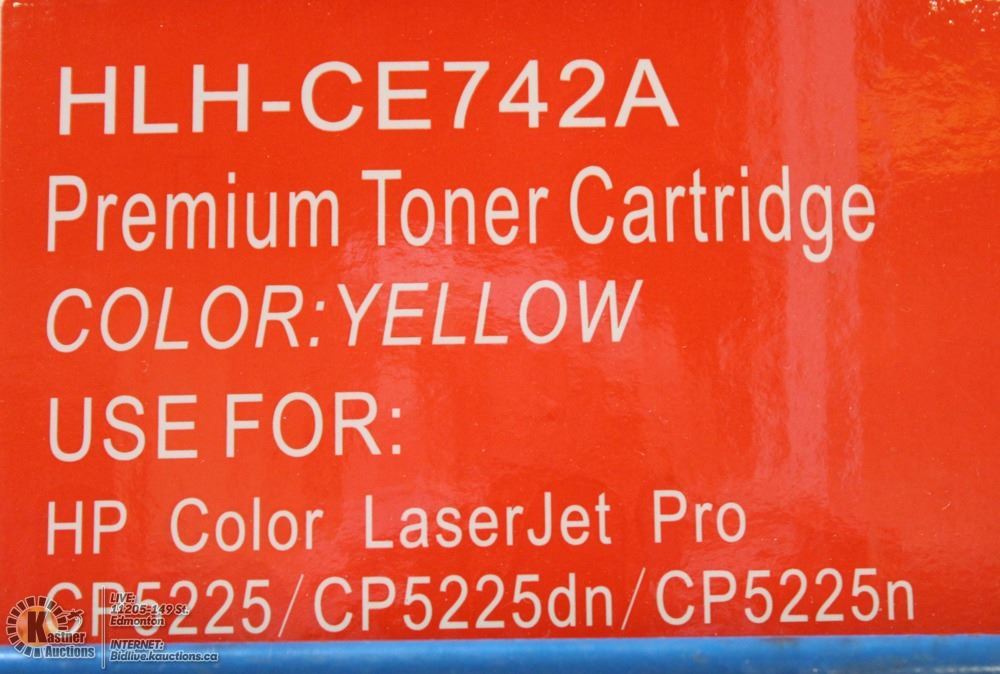 HLH-CE742A
Premium Toner Cartridge
COLOR:YELLOW
USE FOR:
HP Color LaserJet Pro
CP5225/CP5225dn/CP5225n
Kastner
Auctions
LIVE:
11205-149 St.
Edmonton
INTERNET:
Bidlive.kauctions.ca